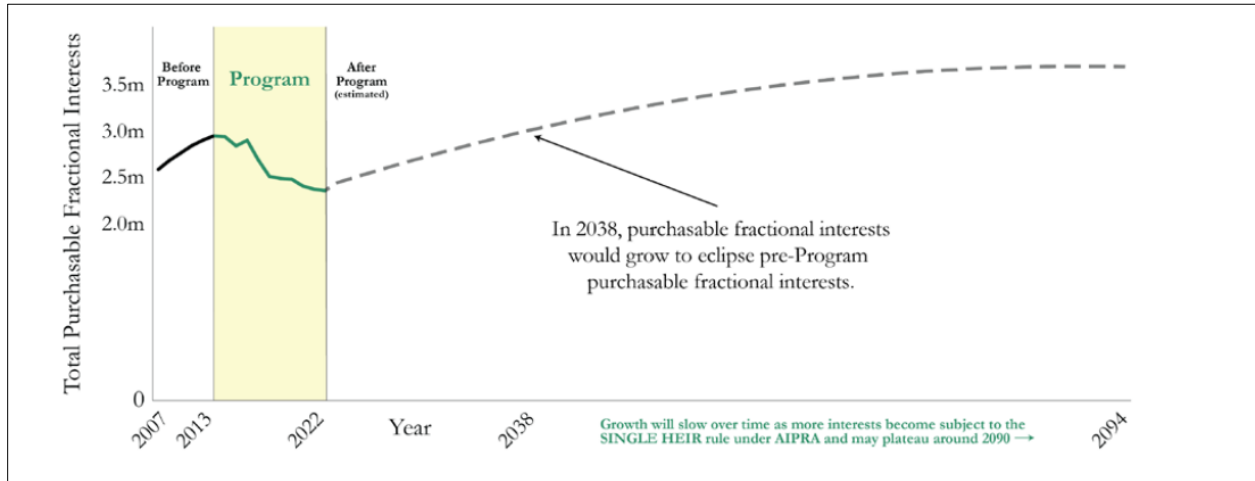 Total Purchasable Fractional Interests
3.5m
3.0m
2.5m
2.0m
0
Before
Program
Program
After
Program
(estimated)
In 2038, purchasable fractional interests
would grow to eclipse pre-Program
purchasable fractional interests.
2007
2013
2022
Year
2038
2094
Growth will slow over time as more interests become subject to the
SINGLE HEIR rule under AIPRA and may plateau around 2090 →